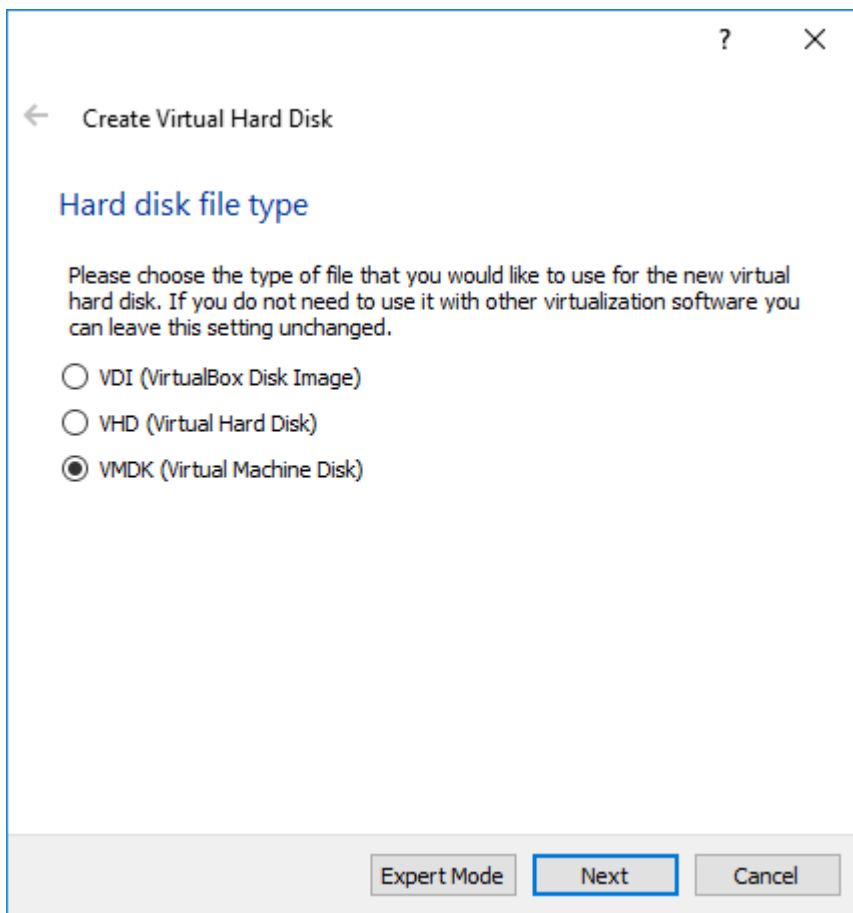 ?
Create Virtual Hard Disk
Hard disk file type
Please choose the type of file that you would like to use for the new virtual
hard disk. If you do not need to use it with other virtualization software you
can leave this setting unchanged.
VDI (VirtualBox Disk Image)
VHD (Virtual Hard Disk)
VMDK (Virtual Machine Disk)
Expert Mode Next Cancel